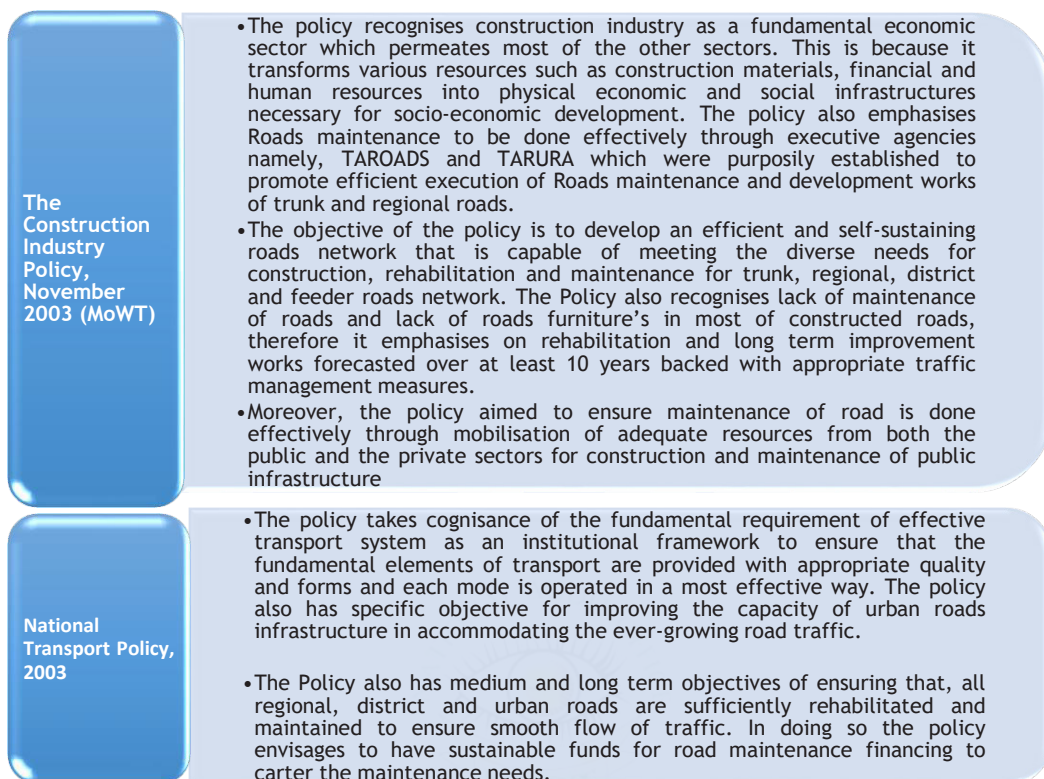 The
Construction
Industry
Policy,
November
2003 (MoWT)
•The policy recognises construction industry as a fundamental economic
sector which permeates most of the other sectors. This is because it
transforms various resources such as construction materials, financial and
human resources into physical economic and social infrastructures
necessary for socio-economic development. The policy also emphasises
Roads maintenance to be done effectively through executive agencies
namely, TAROADS and TARURA which were purposily established to
promote efficient execution of Roads maintenance and development works
of trunk and regional roads.
•The objective of the policy is to develop an efficient and self-sustaining
roads network that is capable of meeting the diverse needs for
construction, rehabilitation and maintenance for trunk, regional, district
and feeder roads network. The Policy also recognises lack of maintenance
of roads and lack of roads furniture’s in most of constructed roads,
therefore it emphasises on rehabilitation and long term improvement
works forecasted over at least 10 years backed with appropriate traffic
management measures.
•Moreover, the policy aimed to ensure maintenance of road is done
effectively through mobilisation of adequate resources from both the
public and the private sectors for construction and maintenance of public
infrastructure
National
Transport Policy,
2003
•The policy takes cognisance of the fundamental requirement of effective
transport system as an institutional framework to ensure that the
fundamental elements of transport are provided with appropriate quality
and forms and each mode is operated in a most effective way. The policy
also has specific objective for improving the capacity of urban roads
infrastructure in accommodating the ever-growing road traffic.
•The Policy also has medium and long term objectives of ensuring that, all
regional, district and urban roads are sufficiently rehabilitated and
maintained to ensure smooth flow of traffic. In doing so the policy
envisages to have sustainable funds for road maintenance financing to
carter the maintenance needs.